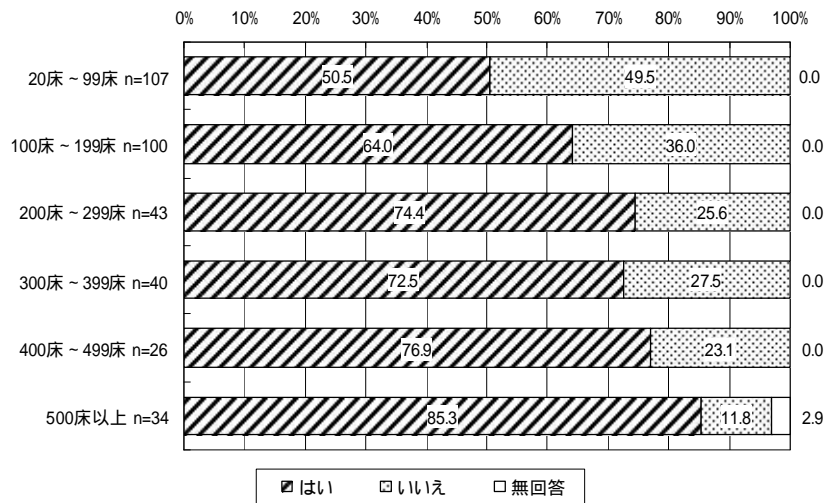 0% 10% 20% 30% 40% 50% 60% 70% 80% 90% 100%
20床～99床 n=107 50.5 49.5 0.0
100床～199床 n=100 64.0 36.0 0.0
200床～299床 n=43 74.4 25.6 0.0
300床～399床 n=40 72.5 27.5 0.0
400床～499床 n=26 76.9 23.1 0.0
500床以上 n=34 85.3 11.8 2.9
はい いいえ 無回答